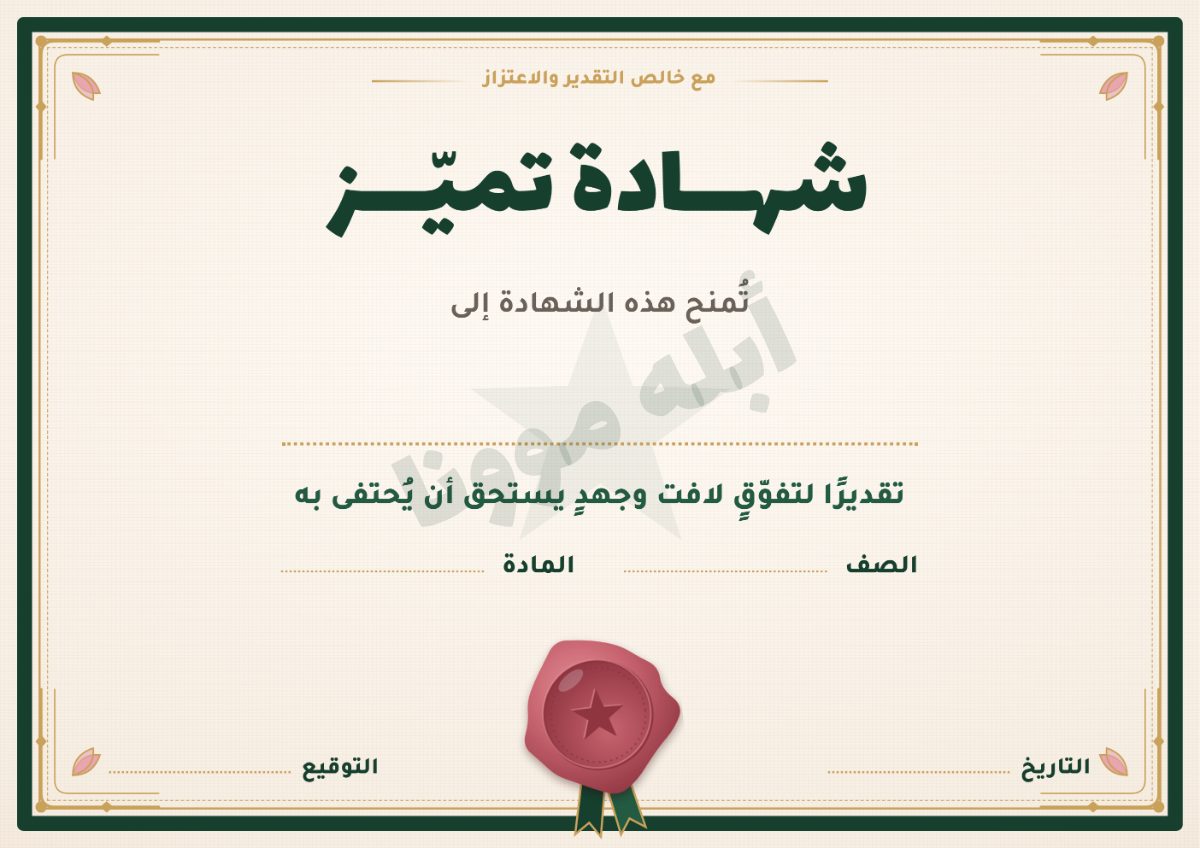 مع خالص التقدير والاعتزاز
شهـــادة تميّـــز
تُمنح هذه الشهادة إلى
أبله موونا
تقديرًا لتفوّقٍ لافت وجهدٍ يستحق أن يُحتفى به
الصف المادة
التاريخ التوقيع